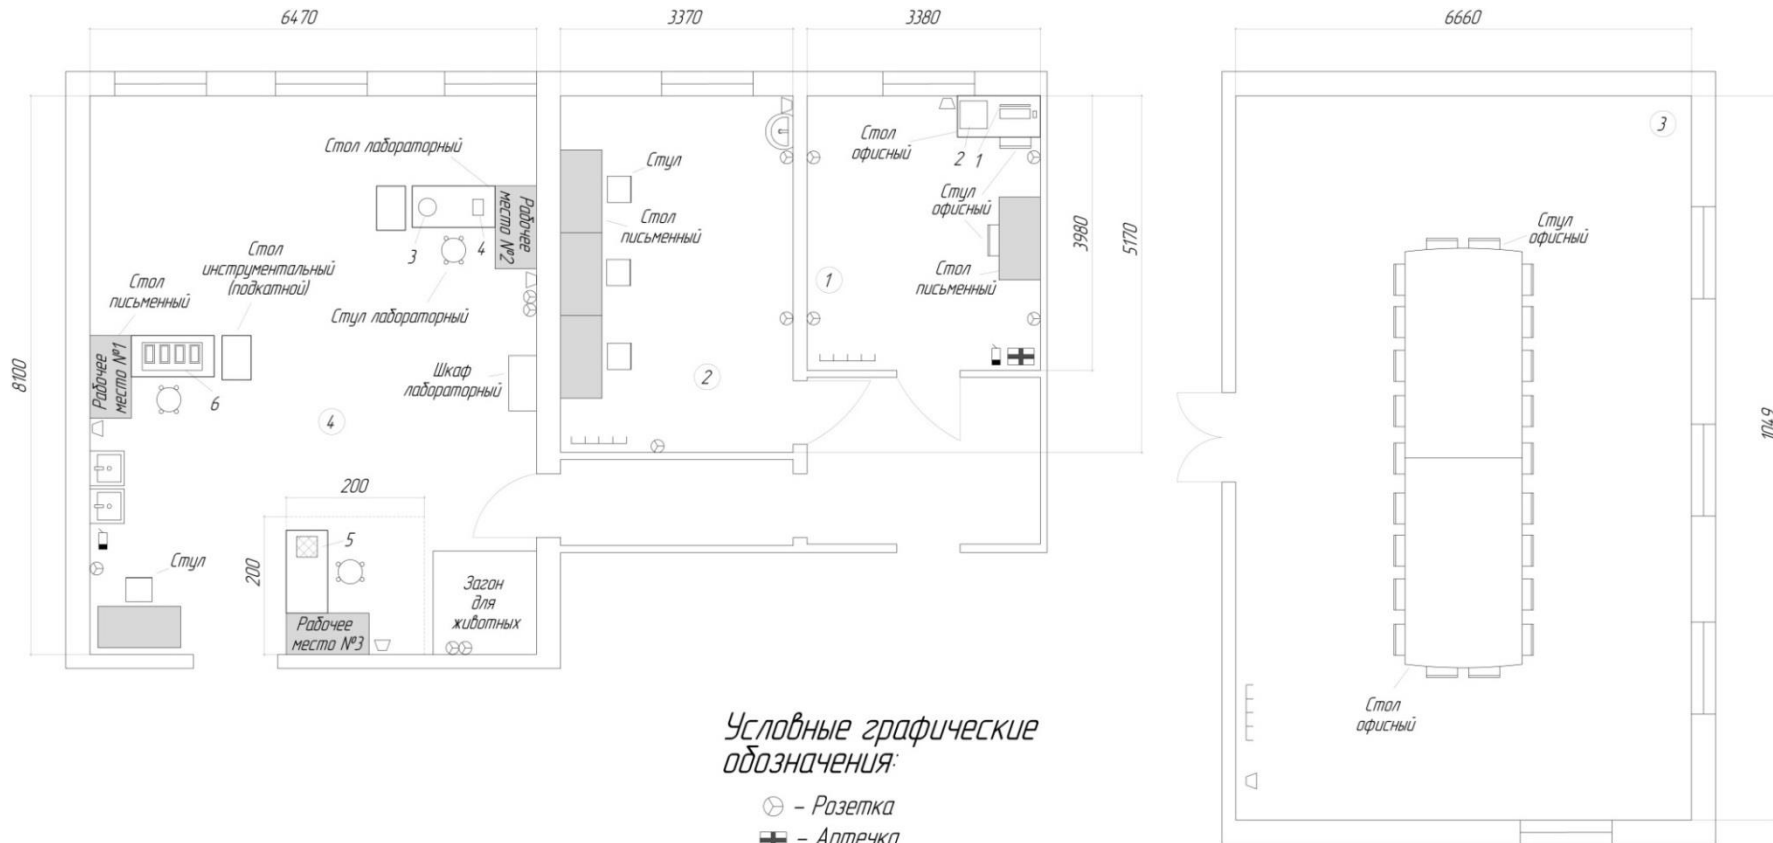 6470
3370
3380
6660
8100
3980
5170
1049
Стол лабораторный
Рабочее
место №2
3
4
Стол
инструментальный
(подкатной)
Стол
письменный
Стул лабораторный
Рабочее
место №1
6
Шкаф
лабораторный
4
200
200
5
Стул
Рабочее
место №3
Загон
для
животных
Стул
Стол
письменный
2
Стол
офисный
2
1
Стул
офисный
Стол
письменный
1
3
Стул
офисный
Стол
офисный
Условные графические
обозначения:
– Розетка
– Аптечка